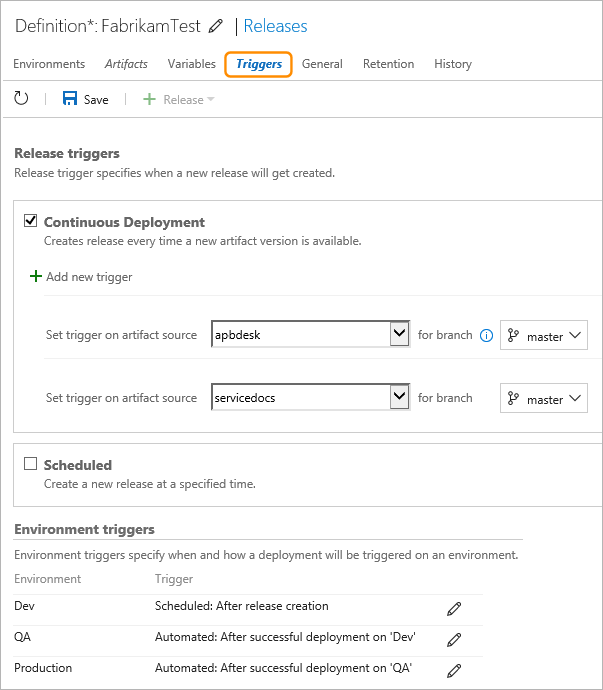 Definition*: FabrikamTest | Releases
Environments Artifacts Variables Triggers General Retention History
Save Release
Release triggers
Release trigger specifies when a new release will get created.
Continuous Deployment
Creates release every time a new artifact version is available.
Add new trigger
Set trigger on artifact source apbdesk for branch master
Set trigger on artifact source servicedocs for branch master
Scheduled
Create a new release at a specified time.
Environment triggers
Environment triggers specify when and how a deployment will be triggered on an environment.
Environment Trigger
Dev Scheduled: After release creation
QA Automated: After successful deployment on 'Dev'
Production Automated: After successful deployment on 'QA'